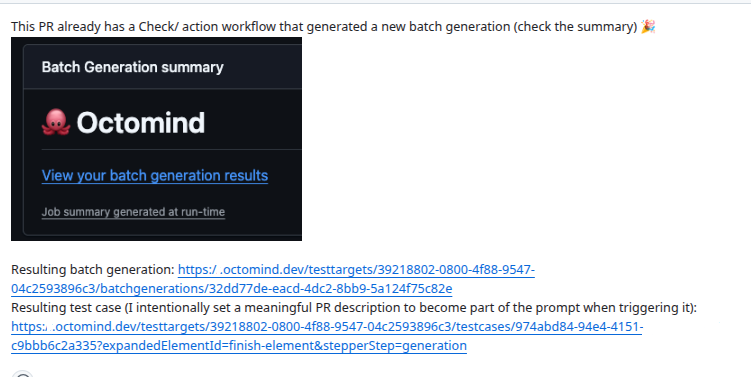 This PR already has a Check/ action workflow that generated a new batch generation (check the summary) 🎉
Batch Generation summary
Octomind
View your batch generation results
Job summary generated at run-time
Resulting batch generation: https:/ .octomind.dev/testtargets/39218802-0800-4f88-9547-
04c2593896c3/batchgenerations/32dd77de-eacd-4dc2-8bb9-5a124f75c82e
Resulting test case (I intentionally set a meaningful PR description to become part of the prompt when triggering it):
https: .octomind.dev/testtargets/39218802-0800-4f88-9547-04c2593896c3/testcases/974abd84-94e4-4151-
c9bbb6c2a335?expandedElementId=finish-element&stepperStep=generation